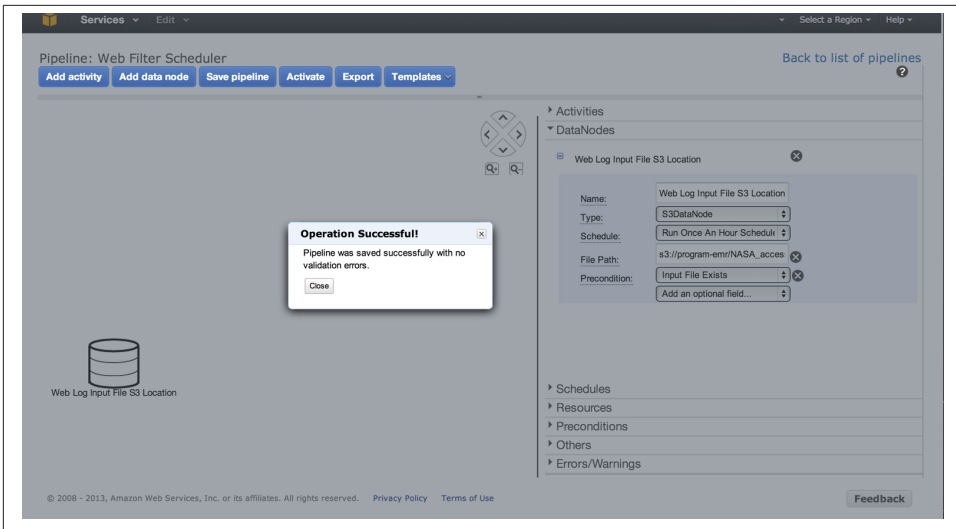 Services Edit Select a Region Help
Pipeline: Web Filter Scheduler Back to list of pipelines
Add activity Add data node Save pipeline Activate Export Templates ?
Activities
DataNodes
Web Log Input File S3 Location
Name: Web Log Input File S3 Location
Type: S3DataNode
Schedule: Run Once An Hour Schedule
File Path: s3://program-emr/NASA_acces
Precondition: Input File Exists
Add an optional field...
Operation Successful!
Pipeline was saved successfully with no
validation errors.
Close
Web Log Input File S3 Location
Schedules
Resources
Preconditions
Others
Errors/Warnings
© 2008 - 2013, Amazon Web Services, Inc. or its affiliates. All rights reserved. Privacy Policy Terms of Use Feedback